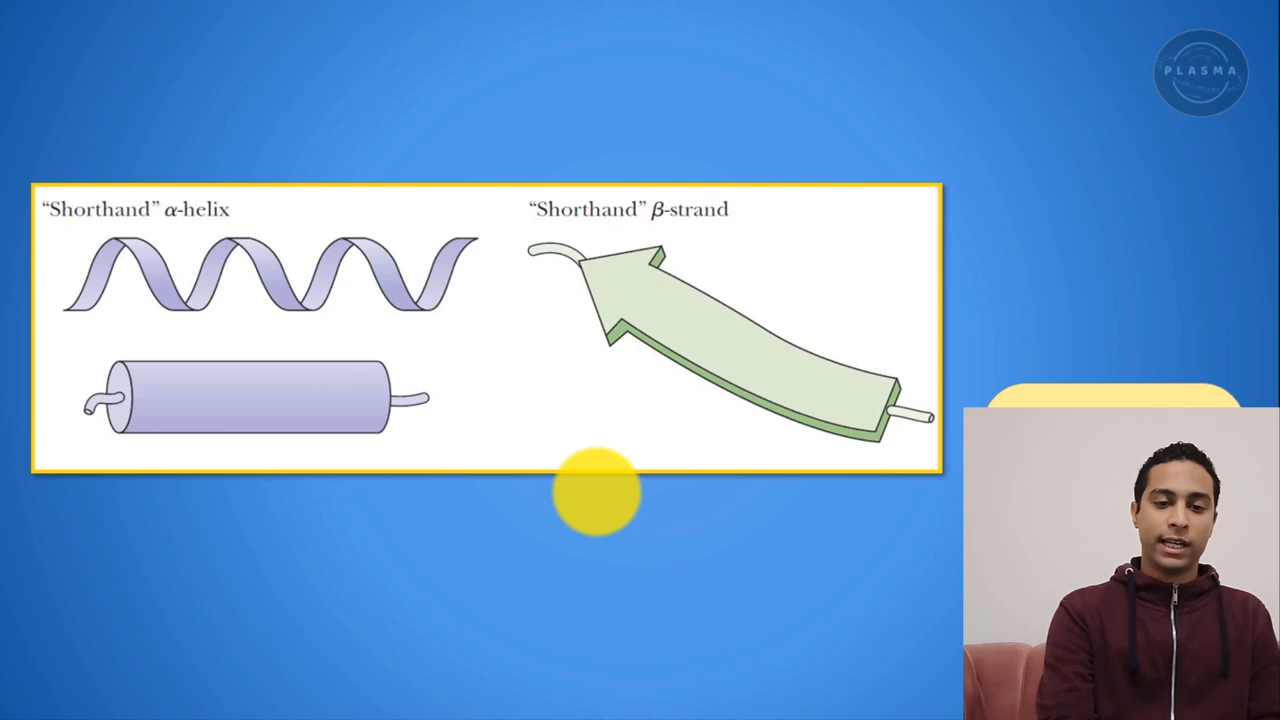 PLASMA
“Shorthand” α-helix
“Shorthand” β-strand